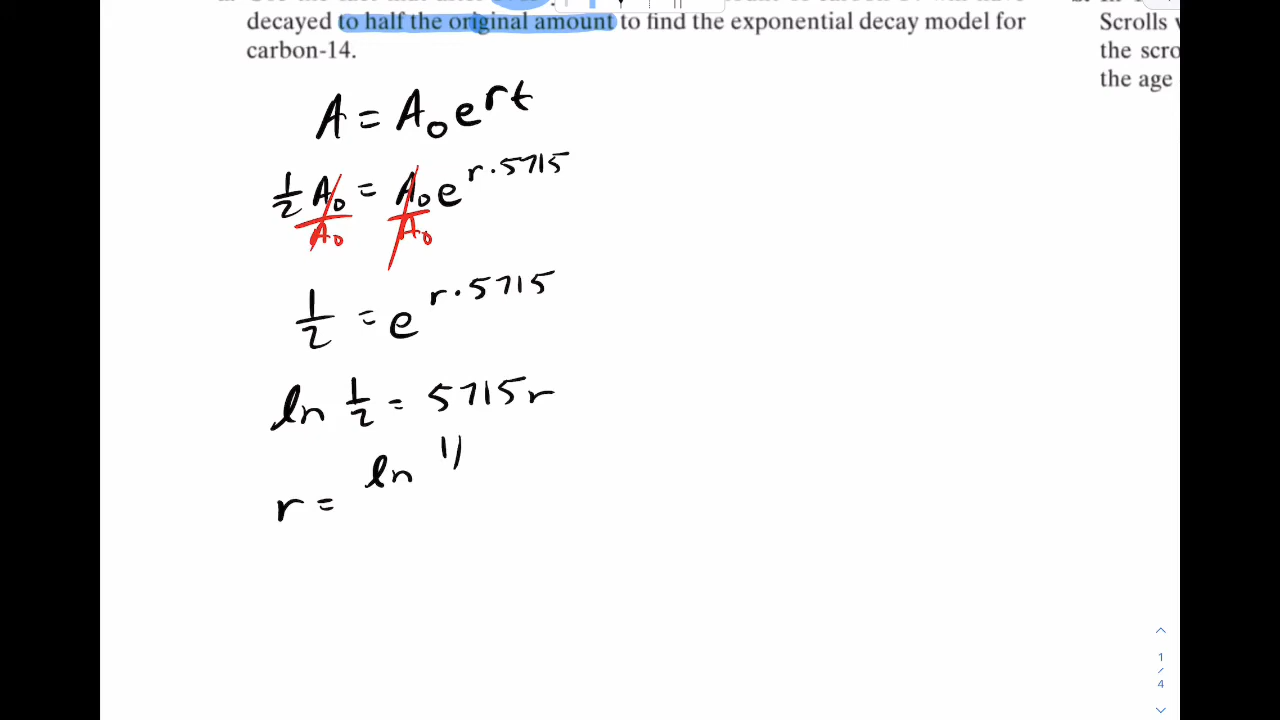 decayed to half the original amount to find the exponential decay model for
carbon-14.
Scrolls
the scro
the age
A = A₀e^rt
½A₀ = A₀e^r·5715
A₀ A₀
½ = e^r·5715
ln ½ = 5715r
r = ln 1/
1
/
4